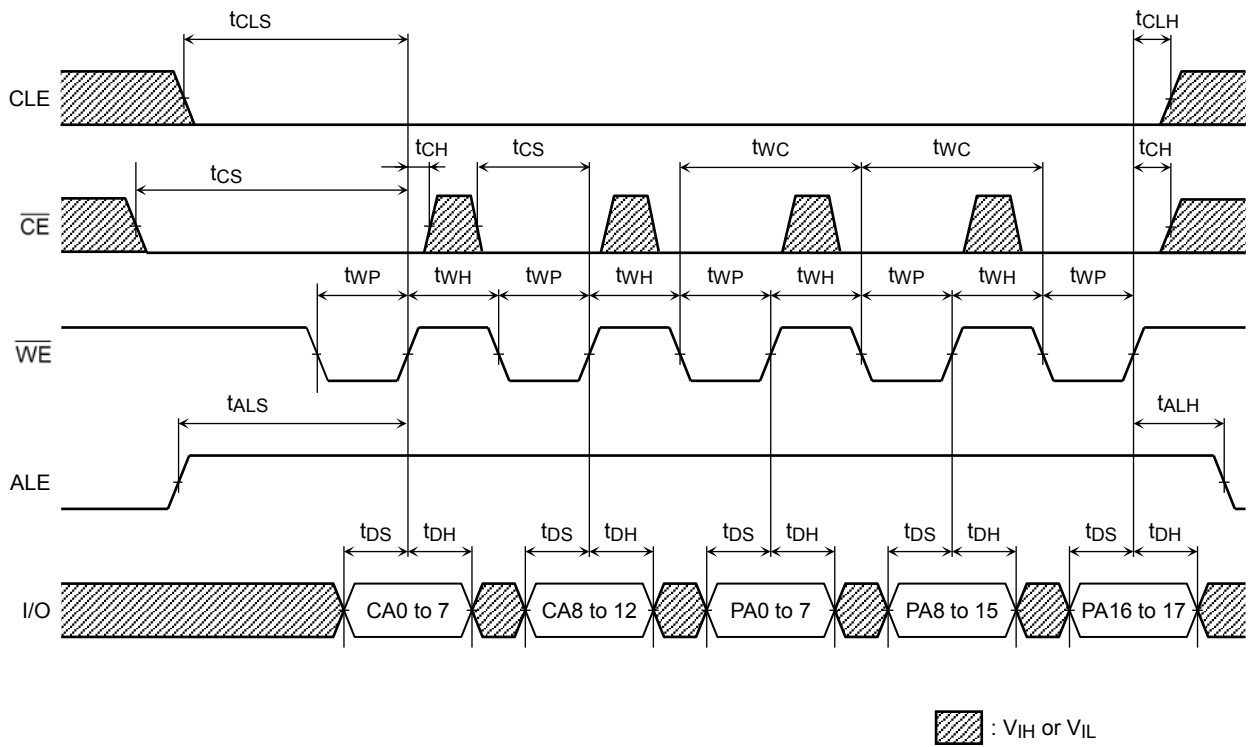 tCLS tCLH
CLE
tCH tCS tWC tWC tCH
tCS
CE
tWP tWH tWP tWH tWP tWH tWP tWH tWP
WE
tALS tALH
ALE
tDS tDH tDS tDH tDS tDH tDS tDH tDS tDH
I/O CA0 to 7 CA8 to 12 PA0 to 7 PA8 to 15 PA16 to 17
: VIH or VIL